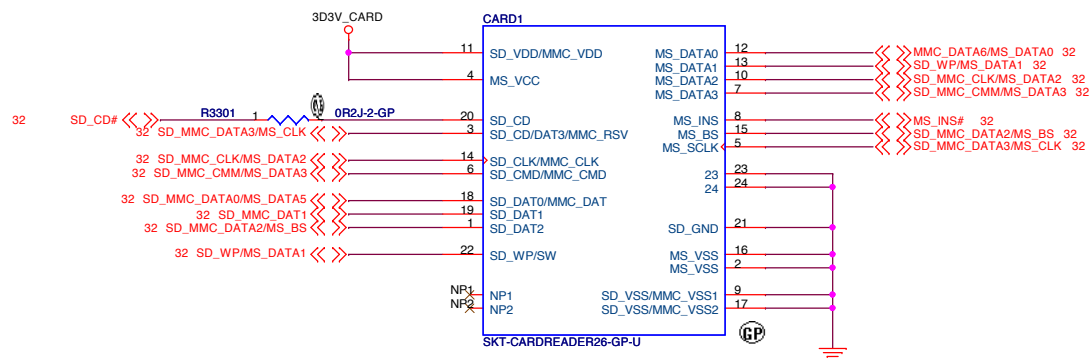 3D3V_CARD
CARD1
11 SD_VDD/MMC_VDD
4 MS_VCC
32 SD_CD# R3301 1 0R2J-2-GP 20 SD_CD
32 SD_MMC_DATA3/MS_CLK 3 SD_CD/DAT3/MMC_RSV
32 SD_MMC_CLK/MS_DATA2 14 SD_CLK/MMC_CLK
32 SD_MMC_CMM/MS_DATA3 6 SD_CMD/MMC_CMD
32 SD_MMC_DATA0/MS_DATA5 18 SD_DAT0/MMC_DAT
32 SD_MMC_DAT1 19 SD_DAT1
32 SD_MMC_DATA2/MS_BS 1 SD_DAT2
32 SD_WP/MS_DATA1 22 SD_WP/SW
NP1 NP1
NP2 NP2
MS_DATA0 12 MMC_DATA6/MS_DATA0 32
MS_DATA1 13 SD_WP/MS_DATA1 32
MS_DATA2 10 SD_MMC_CLK/MS_DATA2 32
MS_DATA3 7 SD_MMC_CMM/MS_DATA3 32
MS_INS 8 MS_INS# 32
MS_BS 15 SD_MMC_DATA2/MS_BS 32
MS_SCLK 5 SD_MMC_DATA3/MS_CLK 32
23 23
24 24
SD_GND 21
MS_VSS 16
MS_VSS 2
SD_VSS/MMC_VSS1 9
SD_VSS/MMC_VSS2 17
GP
SKT-CARDREADER26-GP-U